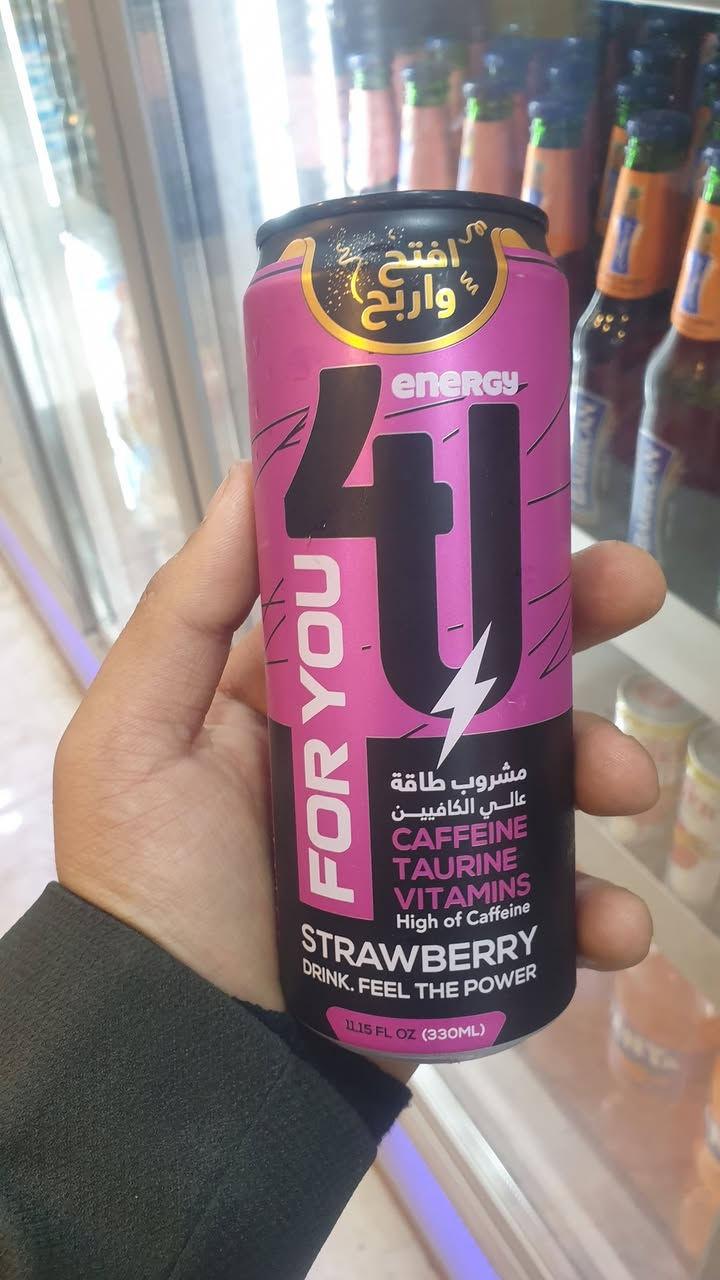 افتح
واربح
energy
4U
FOR YOU
مشروب طاقة
عالي الكافيين
CAFFEINE
TAURINE
VITAMINS
High of Caffeine
STRAWBERRY
DRINK. FEEL THE POWER
11.15 FL OZ (330ML)
BARBICAN